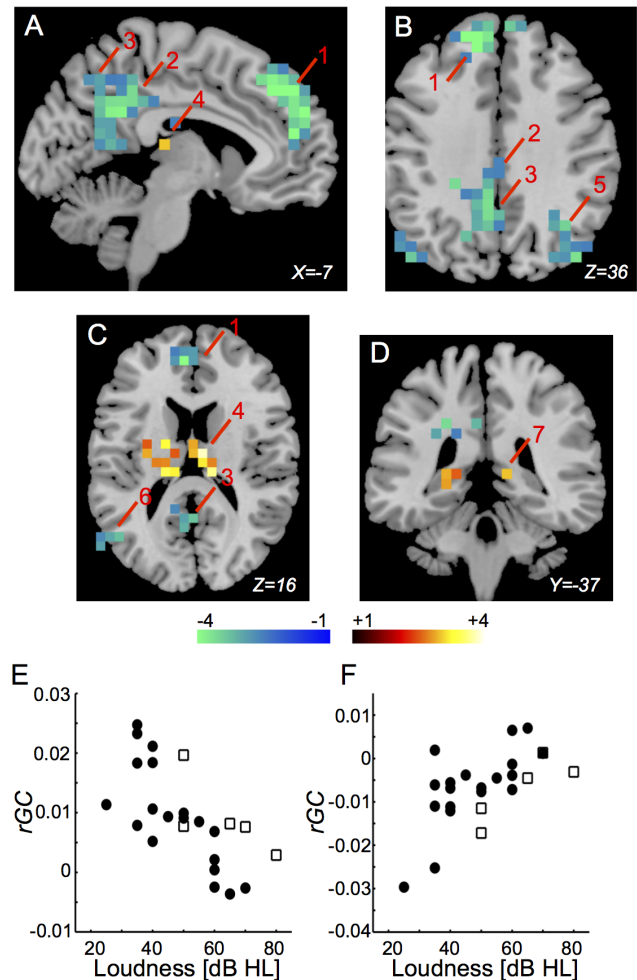 A
3
2
1
4
X=-7
B
1
2
3
5
Z=36
C
1
4
6
3
Z=16
D
7
Y=-37
-4 -1 +1 +4
E
0.03
0.02
rGC
0.01
0
-0.01
20 40 60 80
Loudness [dB HL]
F
0.01
0
rGC
-0.01
-0.02
-0.03
-0.04
20 40 60 80
Loudness [dB HL]